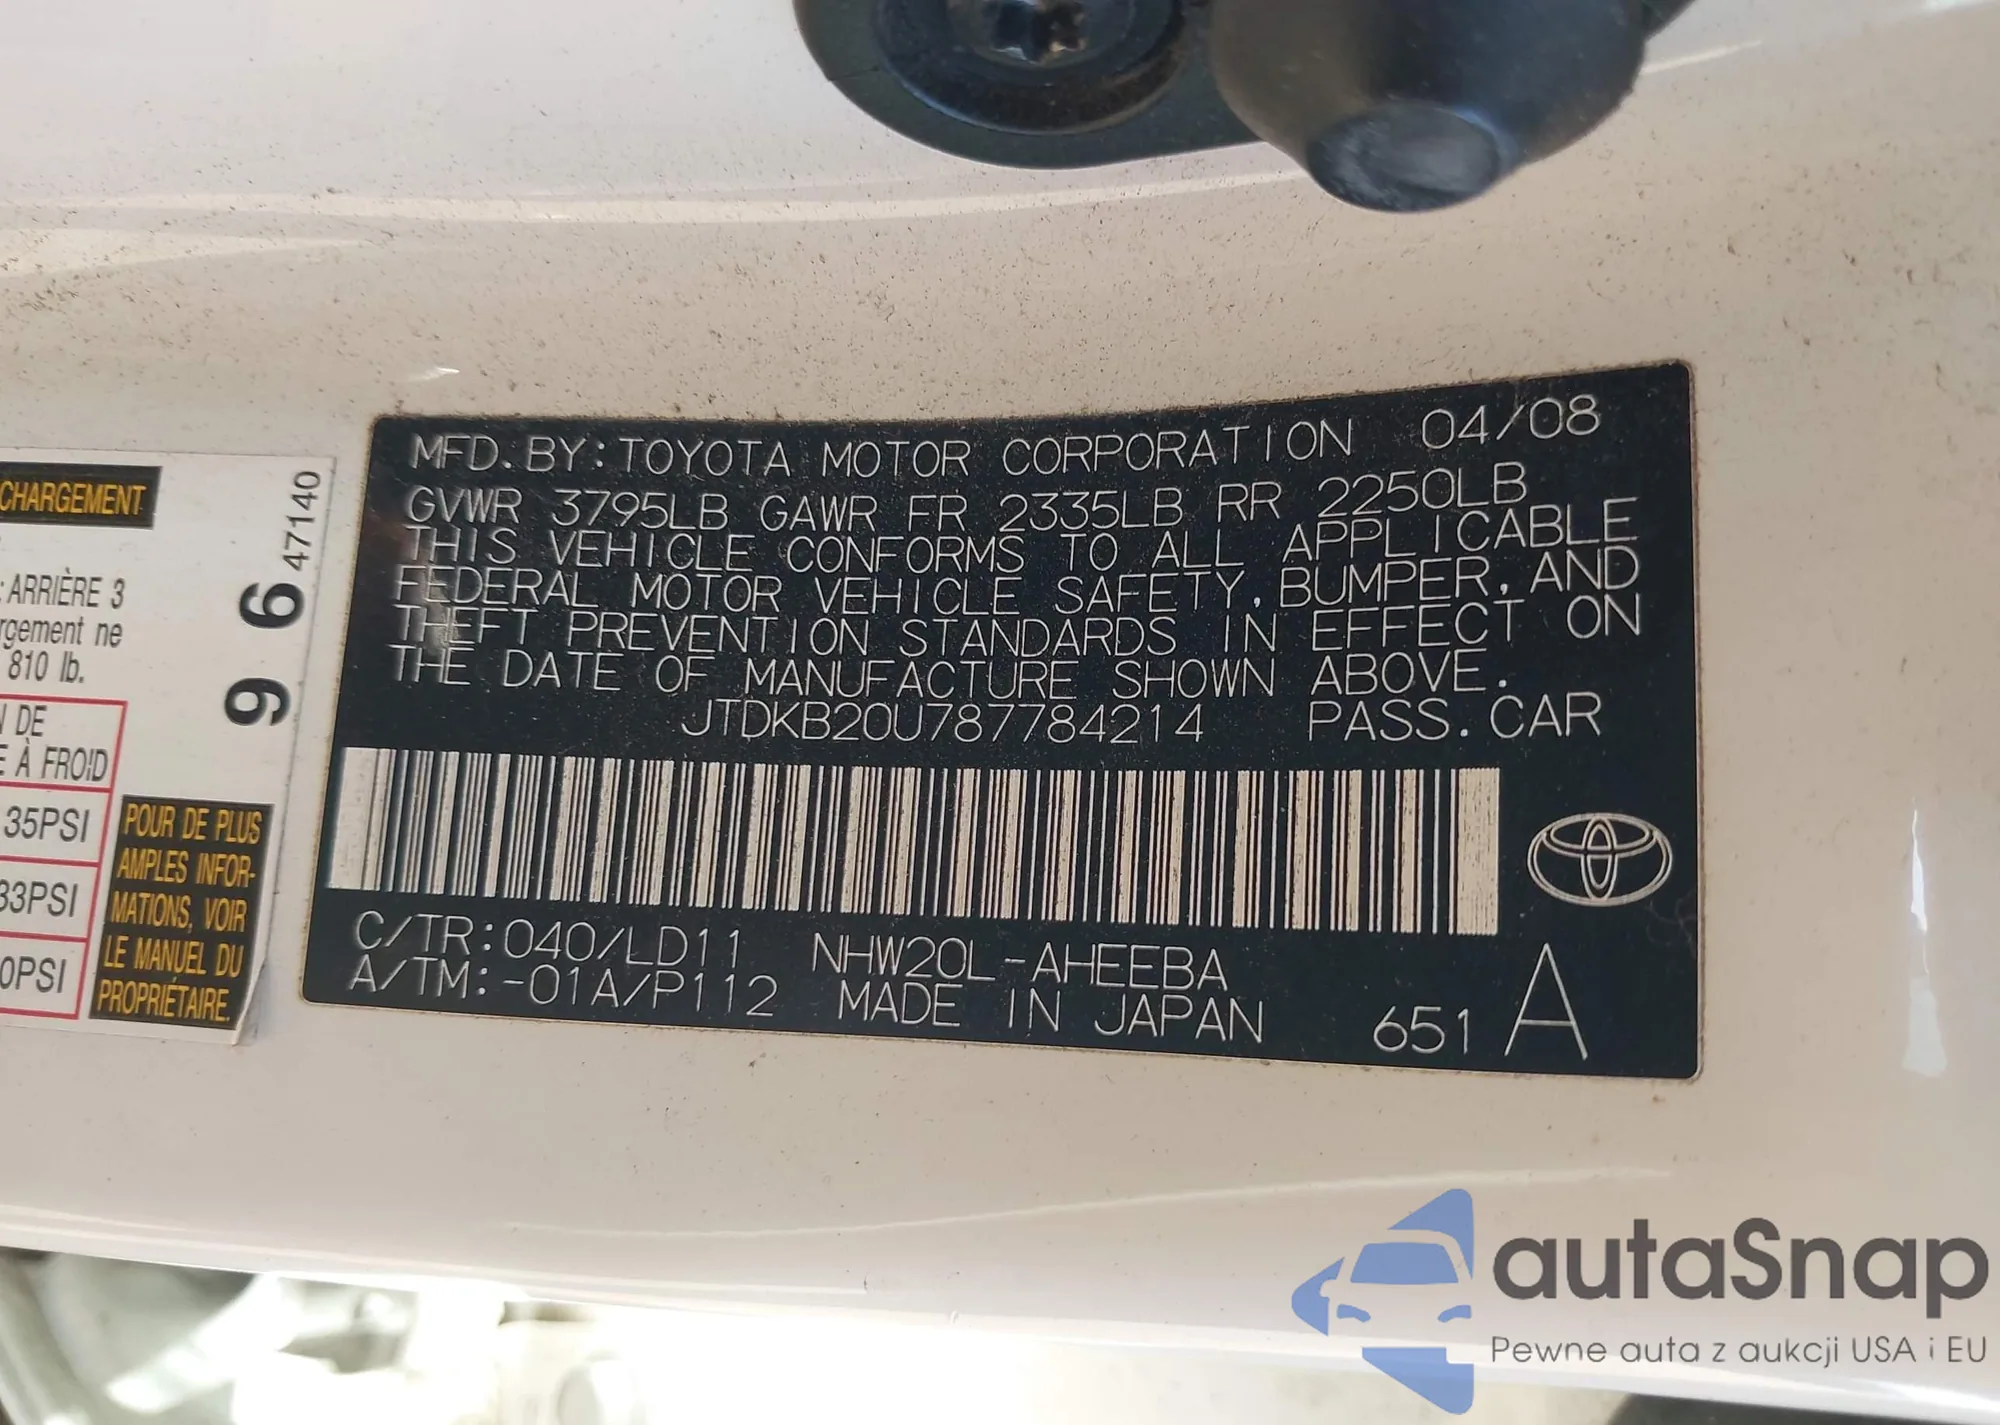 MFD. BY: TOYOTA MOTOR CORPORATION 04/08
GVWR 3795LB GAWR FR 2335LB RR 2250LB
THIS VEHICLE CONFORMS TO ALL APPLICABLE
FEDERAL MOTOR VEHICLE SAFETY, BUMPER, AND
THEFT PREVENTION STANDARDS IN EFFECT ON
THE DATE OF MANUFACTURE SHOWN ABOVE.
JTDKB20U787784214 PASS. CAR
C/TR: 040/LD11 NHW20L-AHEEBA
A/TM: -01A/P112 MADE IN JAPAN 651 A
CHARGEMENT
: ARRIÈRE 3
rgement ne
810 lb.
N DE
E À FROID
35PSI
33PSI
0PSI
47140
96
POUR DE PLUS
AMPLES INFOR-
MATIONS, VOIR
LE MANUEL DU
PROPRIÉTAIRE.
autaSnap
Pewne auta z aukcji USA i EU